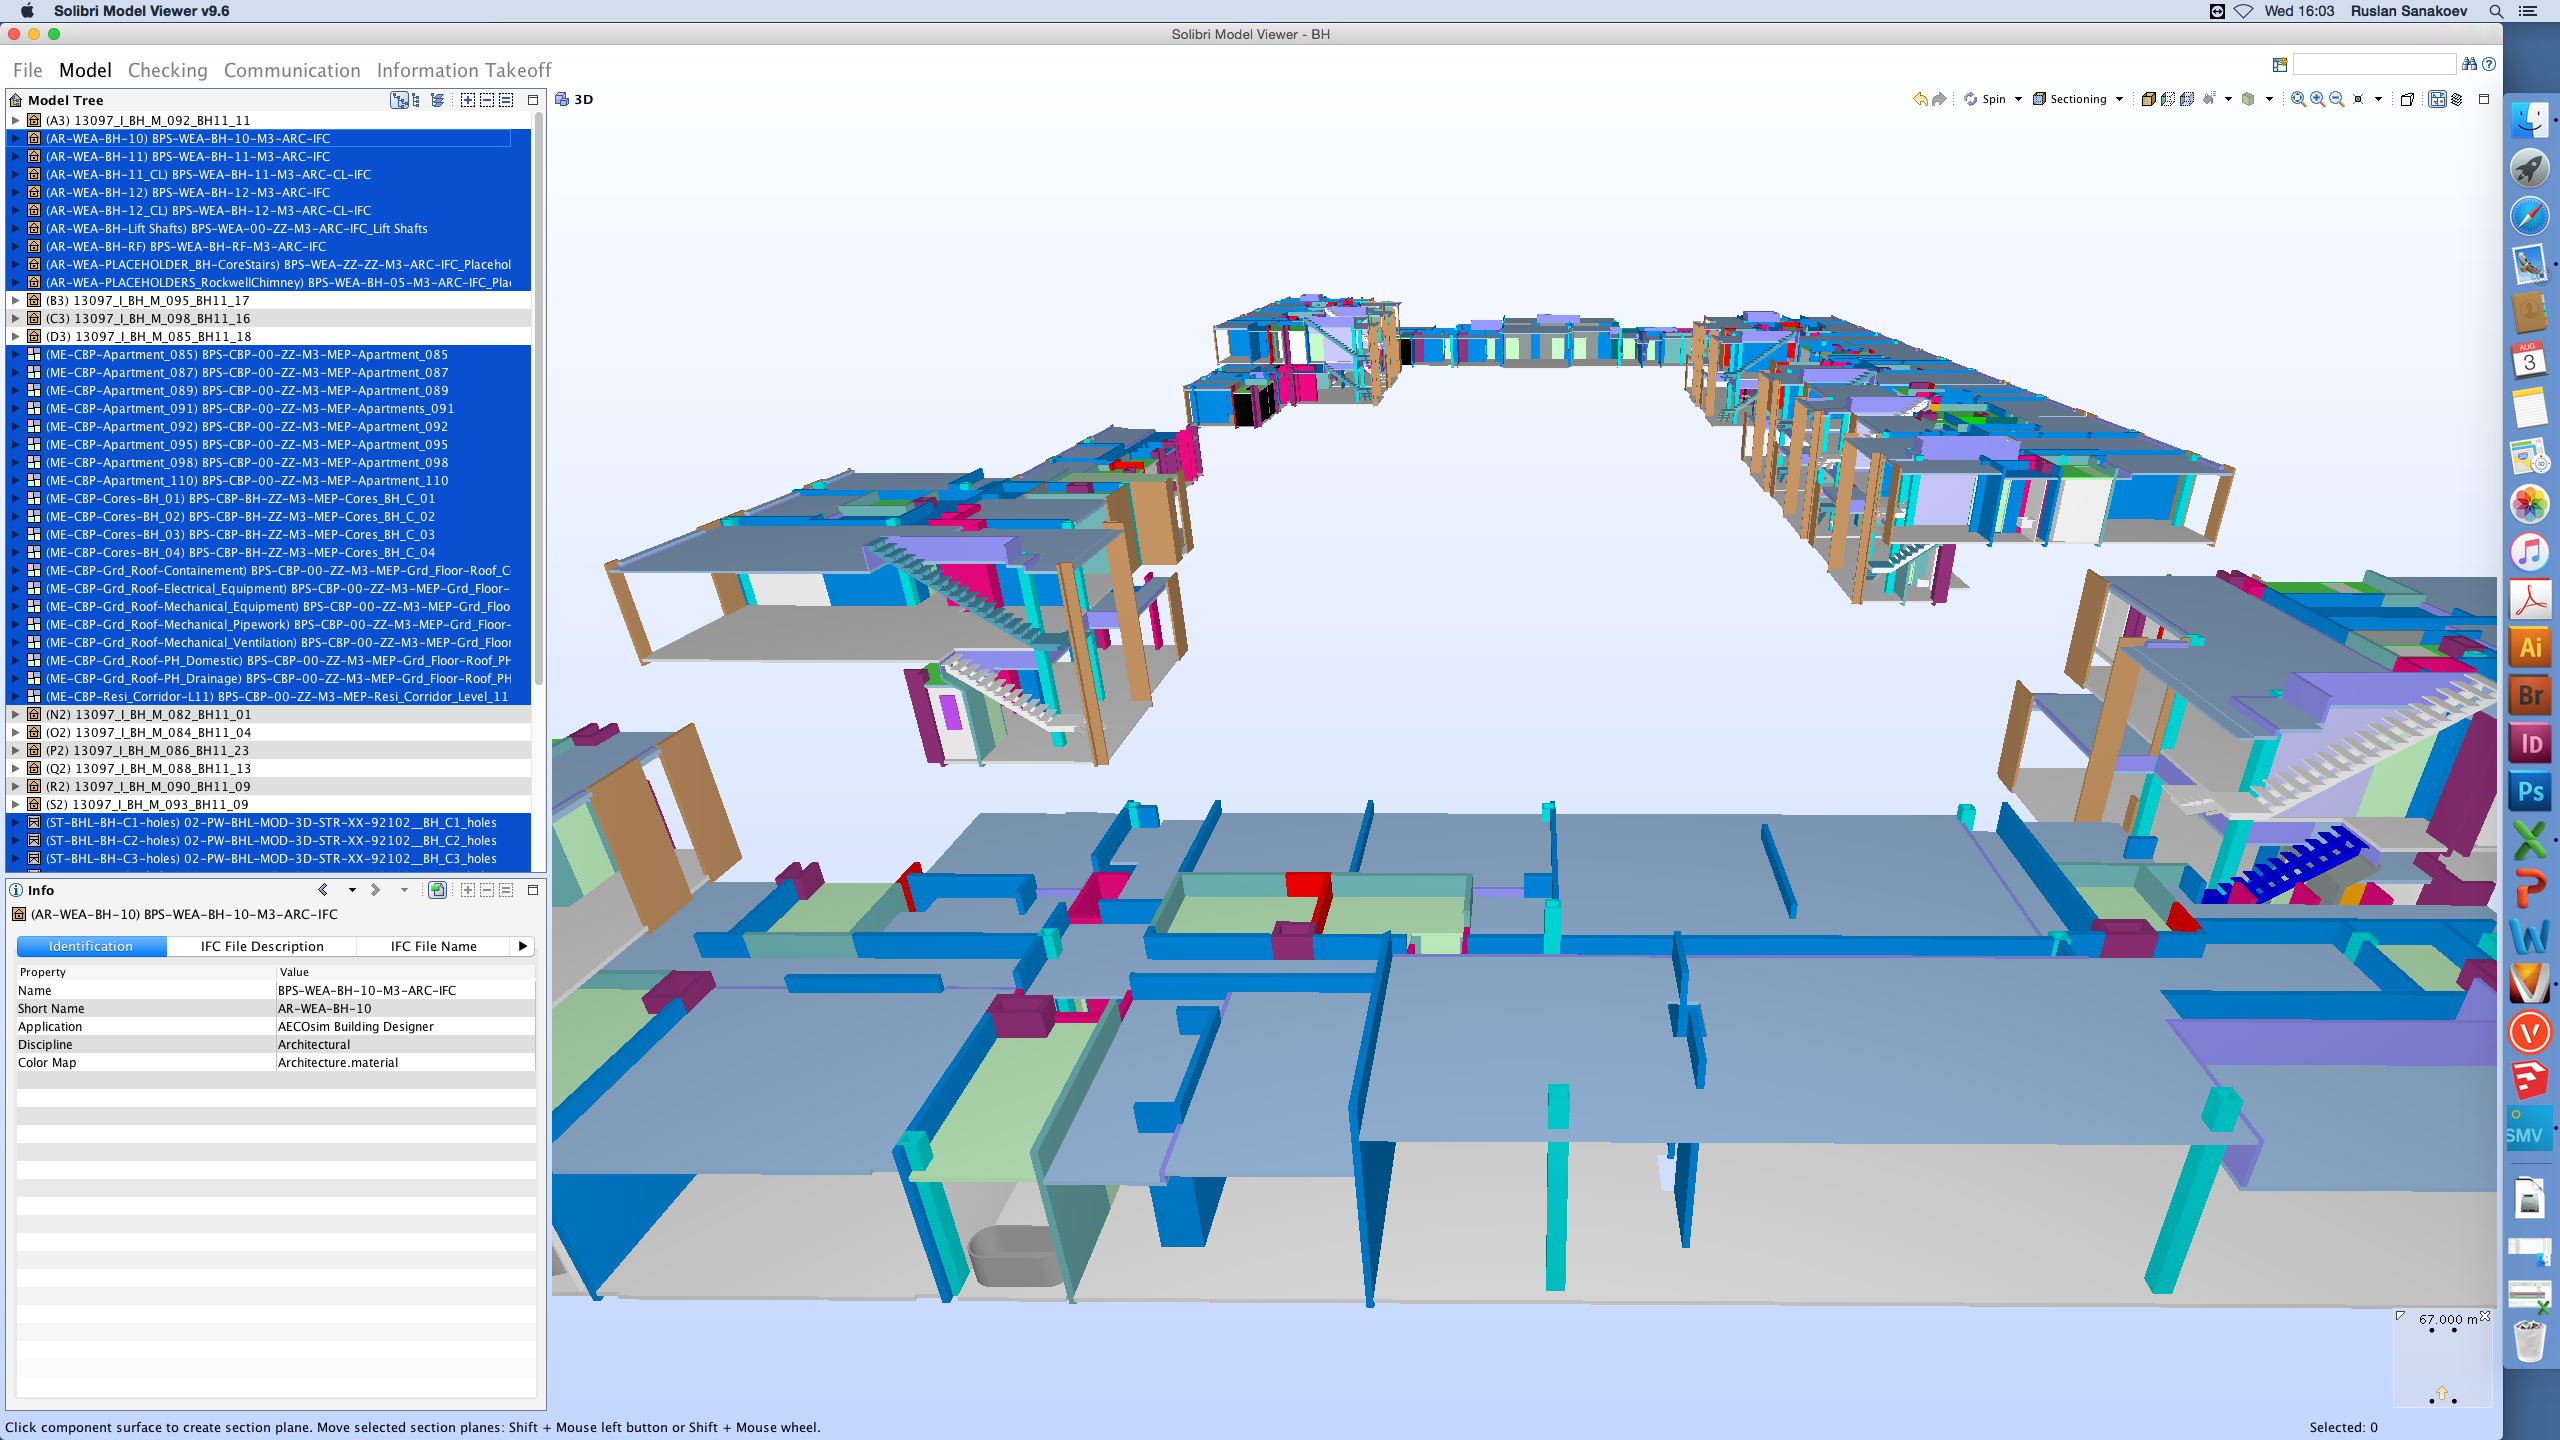 Solibri Model Viewer v9.6
Wed 16:03 Ruslan Sanakoev
Solibri Model Viewer - BH
File Model Checking Communication Information Takeoff
Model Tree
3D
Spin
Sectioning
(A3) 13097_I_BH_M_092_BH11_11
(AR-WEA-BH-10) BPS-WEA-BH-10-M3-ARC-IFC
(AR-WEA-BH-11) BPS-WEA-BH-11-M3-ARC-IFC
(AR-WEA-BH-11_CL) BPS-WEA-BH-11-M3-ARC-CL-IFC
(AR-WEA-BH-12) BPS-WEA-BH-12-M3-ARC-IFC
(AR-WEA-BH-12_CL) BPS-WEA-BH-12-M3-ARC-CL-IFC
(AR-WEA-BH-Lift Shafts) BPS-WEA-00-ZZ-M3-ARC-IFC_Lift Shafts
(AR-WEA-BH-RF) BPS-WEA-BH-RF-M3-ARC-IFC
(AR-WEA-PLACEHOLDER_BH-CoreStairs) BPS-WEA-ZZ-ZZ-M3-ARC-IFC_Placehol
(AR-WEA-PLACEHOLDERS_RockwellChimney) BPS-WEA-BH-05-M3-ARC-IFC_Pla
(B3) 13097_I_BH_M_095_BH11_17
(C3) 13097_I_BH_M_098_BH11_16
(D3) 13097_I_BH_M_085_BH11_18
(ME-CBP-Apartment_085) BPS-CBP-00-ZZ-M3-MEP-Apartment_085
(ME-CBP-Apartment_087) BPS-CBP-00-ZZ-M3-MEP-Apartment_087
(ME-CBP-Apartment_089) BPS-CBP-00-ZZ-M3-MEP-Apartment_089
(ME-CBP-Apartment_091) BPS-CBP-00-ZZ-M3-MEP-Apartments_091
(ME-CBP-Apartment_092) BPS-CBP-00-ZZ-M3-MEP-Apartment_092
(ME-CBP-Apartment_095) BPS-CBP-00-ZZ-M3-MEP-Apartment_095
(ME-CBP-Apartment_098) BPS-CBP-00-ZZ-M3-MEP-Apartment_098
(ME-CBP-Apartment_110) BPS-CBP-00-ZZ-M3-MEP-Apartment_110
(ME-CBP-Cores-BH_01) BPS-CBP-BH-ZZ-M3-MEP-Cores_BH_C_01
(ME-CBP-Cores-BH_02) BPS-CBP-BH-ZZ-M3-MEP-Cores_BH_C_02
(ME-CBP-Cores-BH_03) BPS-CBP-BH-ZZ-M3-MEP-Cores_BH_C_03
(ME-CBP-Cores-BH_04) BPS-CBP-BH-ZZ-M3-MEP-Cores_BH_C_04
(ME-CBP-Grd_Roof-Containement) BPS-CBP-00-ZZ-M3-MEP-Grd_Floor-Roof_C
(ME-CBP-Grd_Roof-Electrical_Equipment) BPS-CBP-00-ZZ-M3-MEP-Grd_Floor-
(ME-CBP-Grd_Roof-Mechanical_Equipment) BPS-CBP-00-ZZ-M3-MEP-Grd_Floo
(ME-CBP-Grd_Roof-Mechanical_Pipework) BPS-CBP-00-ZZ-M3-MEP-Grd_Floor-
(ME-CBP-Grd_Roof-Mechanical_Ventilation) BPS-CBP-00-ZZ-M3-MEP-Grd_Floor
(ME-CBP-Grd_Roof-PH_Domestic) BPS-CBP-00-ZZ-M3-MEP-Grd_Floor-Roof_PH
(ME-CBP-Grd_Roof-PH_Drainage) BPS-CBP-00-ZZ-M3-MEP-Grd_Floor-Roof_PH
(ME-CBP-Resi_Corridor-L11) BPS-CBP-00-ZZ-M3-MEP-Resi_Corridor_Level_11
(N2) 13097_I_BH_M_082_BH11_01
(O2) 13097_I_BH_M_084_BH11_04
(P2) 13097_I_BH_M_086_BH11_23
(Q2) 13097_I_BH_M_088_BH11_13
(R2) 13097_I_BH_M_090_BH11_09
(S2) 13097_I_BH_M_093_BH11_09
(ST-BHL-BH-C1-holes) 02-PW-BHL-MOD-3D-STR-XX-92102__BH_C1_holes
(ST-BHL-BH-C2-holes) 02-PW-BHL-MOD-3D-STR-XX-92102__BH_C2_holes
(ST-BHL-BH-C3-holes) 02-PW-BHL-MOD-3D-STR-XX-92102__BH_C3_holes
Info
(AR-WEA-BH-10) BPS-WEA-BH-10-M3-ARC-IFC
Identification IFC File Description IFC File Name
Property Value
Name BPS-WEA-BH-10-M3-ARC-IFC
Short Name AR-WEA-BH-10
Application AECOsim Building Designer
Discipline Architectural
Color Map Architecture.material
67.000 m
Click component surface to create section plane. Move selected section planes: Shift + Mouse left button or Shift + Mouse wheel.
Selected: 0
AUG
3
Ai
Br
Id
Ps
SMV